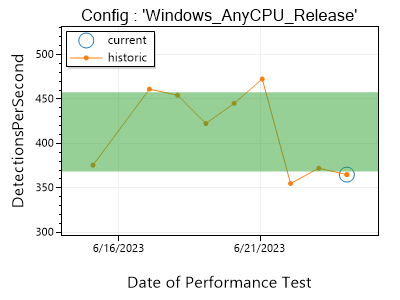 Config : 'Windows_AnyCPU_Release'
current
historic
500
450
400
350
300
DetectionsPerSecond
6/16/2023
6/21/2023
Date of Performance Test